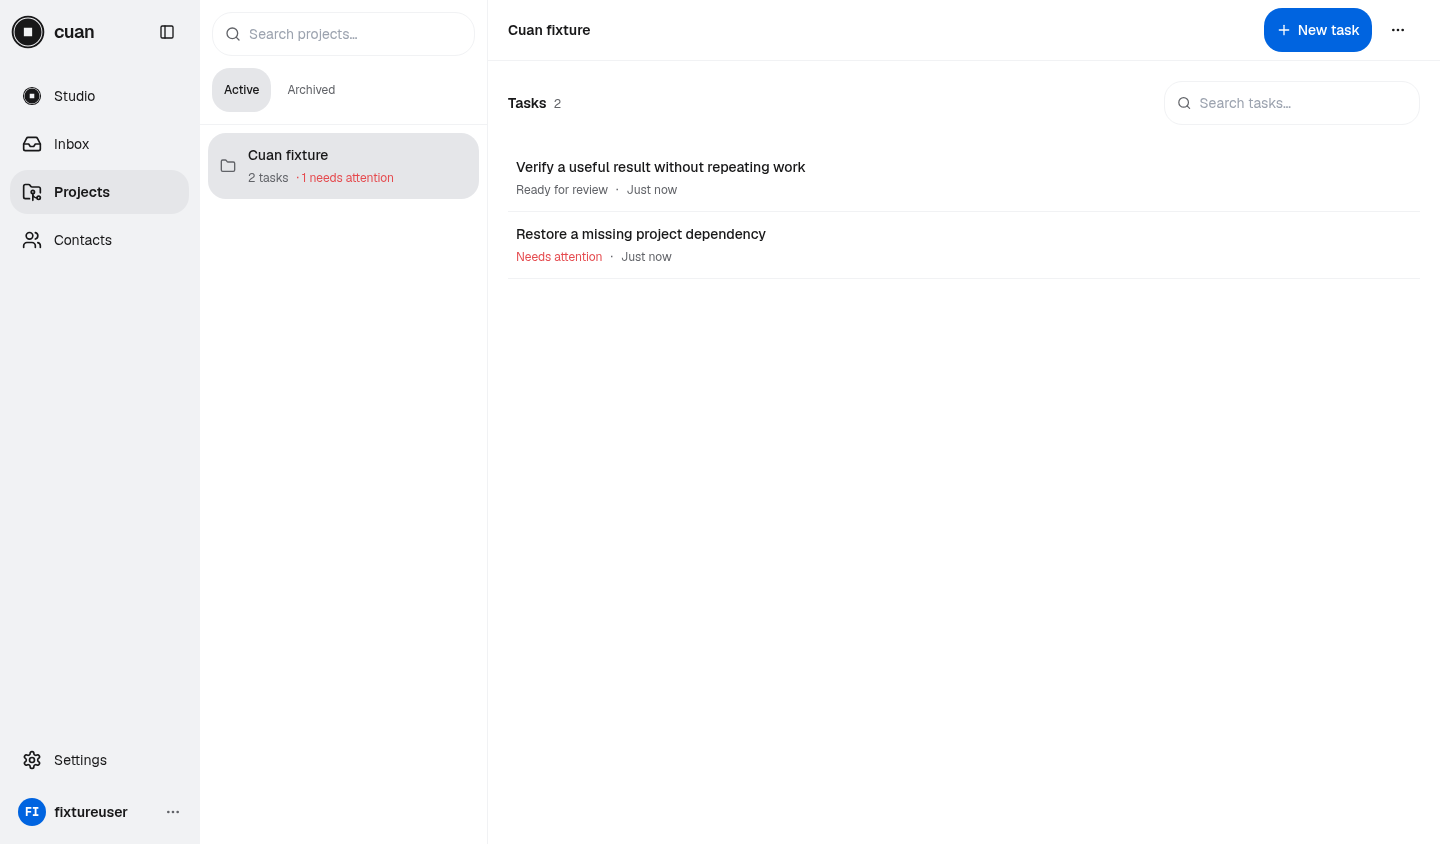 cuan
Studio
Inbox
Projects
Contacts
Settings
FI
fixtureuser
Search projects...
Active
Archived
Cuan fixture
2 tasks · 1 needs attention
Cuan fixture
New task
Tasks 2
Search tasks...
Verify a useful result without repeating work
Ready for review · Just now
Restore a missing project dependency
Needs attention · Just now